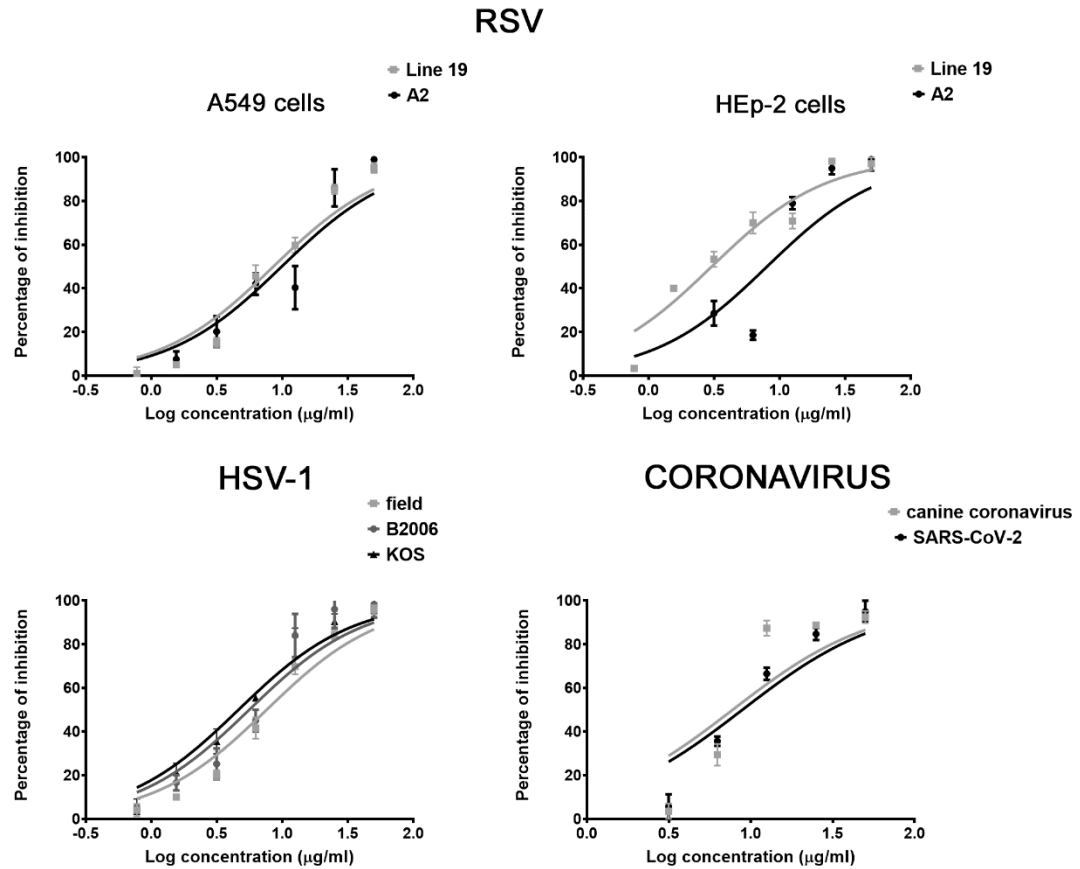 RSV
Line 19
A2
A549 cells
Percentage of inhibition
100
80
60
40
20
0
-0.5
0.0
0.5
1.0
1.5
2.0
Log concentration (μg/ml)
Line 19
A2
HEp-2 cells
Percentage of inhibition
100
80
60
40
20
0
-0.5
0.0
0.5
1.0
1.5
2.0
Log concentration (μg/ml)
HSV-1
field
B2006
KOS
Percentage of inhibition
100
80
60
40
20
0
-0.5
0.0
0.5
1.0
1.5
2.0
Log concentration (μg/ml)
CORONAVIRUS
canine coronavirus
SARS-CoV-2
Percentage of inhibition
100
80
60
40
20
0
0.0
0.5
1.0
1.5
2.0
Log concentration (μg/ml)